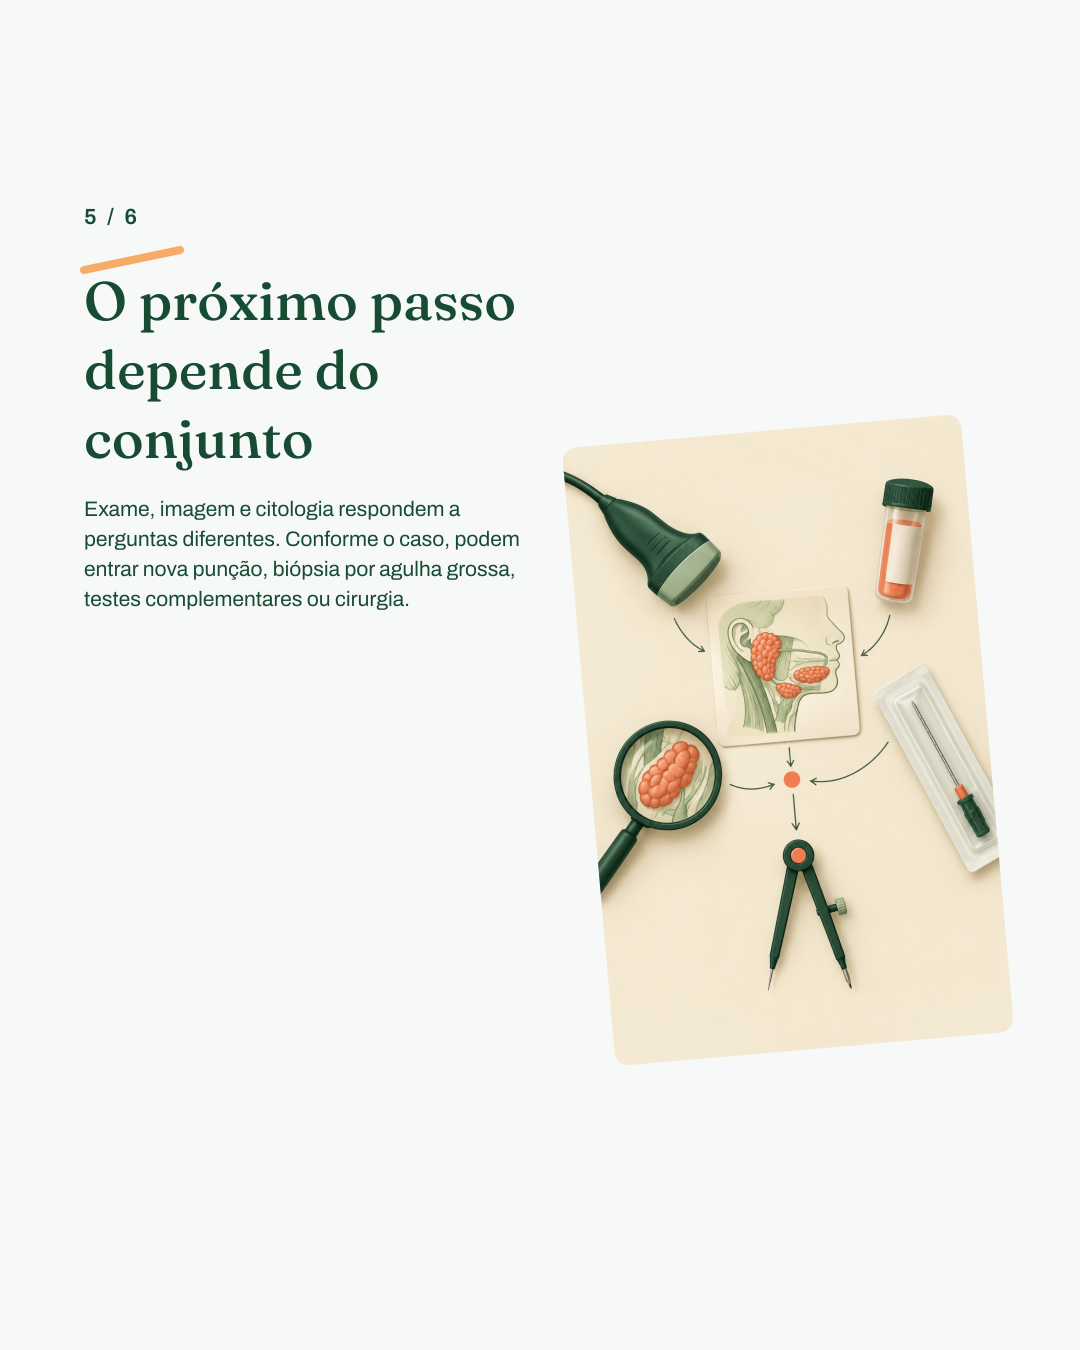 5 / 6
O próximo passo
depende do
conjunto
Exame, imagem e citologia respondem a
perguntas diferentes. Conforme o caso, podem
entrar nova punção, biópsia por agulha grossa,
testes complementares ou cirurgia.